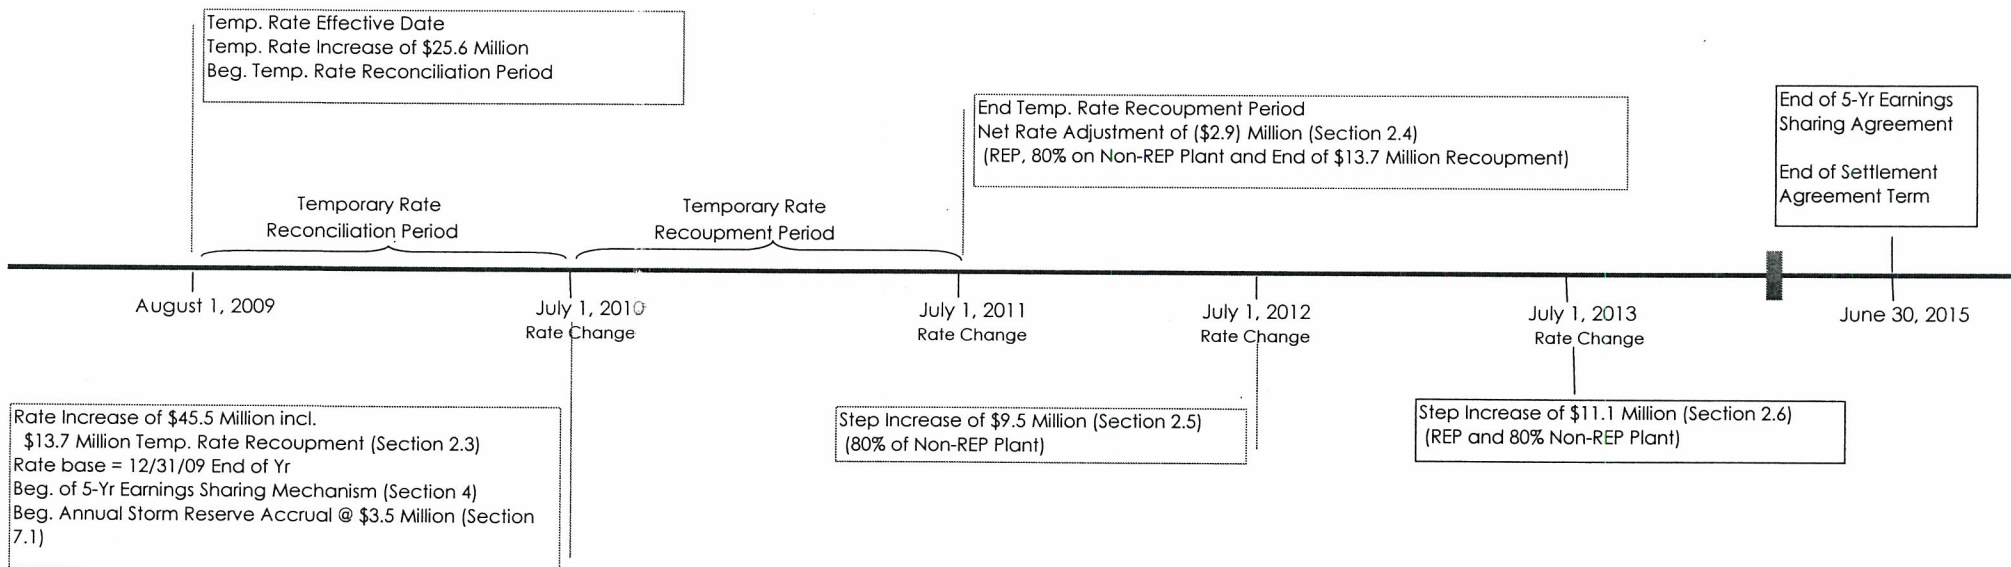 Temp. Rate Effective Date
Temp. Rate Increase of $25.6 Million
Beg. Temp. Rate Reconciliation Period
End Temp. Rate Recoupment Period
Net Rate Adjustment of ($2.9) Million (Section 2.4)
(REP, 80% on Non-REP Plant and End of $13.7 Million Recoupment)
End of 5-Yr Earnings
Sharing Agreement
End of Settlement
Agreement Term
Temporary Rate
Reconciliation Period
Temporary Rate
Recoupment Period
August 1, 2009
July 1, 2010
Rate Change
July 1, 2011
Rate Change
July 1, 2012
Rate Change
July 1, 2013
Rate Change
June 30, 2015
Rate Increase of $45.5 Million incl.
$13.7 Million Temp. Rate Recoupment (Section 2.3)
Rate base = 12/31/09 End of Yr
Beg. of 5-Yr Earnings Sharing Mechanism (Section 4)
Beg. Annual Storm Reserve Accrual @ $3.5 Million (Section
7.1)
Step Increase of $9.5 Million (Section 2.5)
(80% of Non-REP Plant)
Step Increase of $11.1 Million (Section 2.6)
(REP and 80% Non-REP Plant)